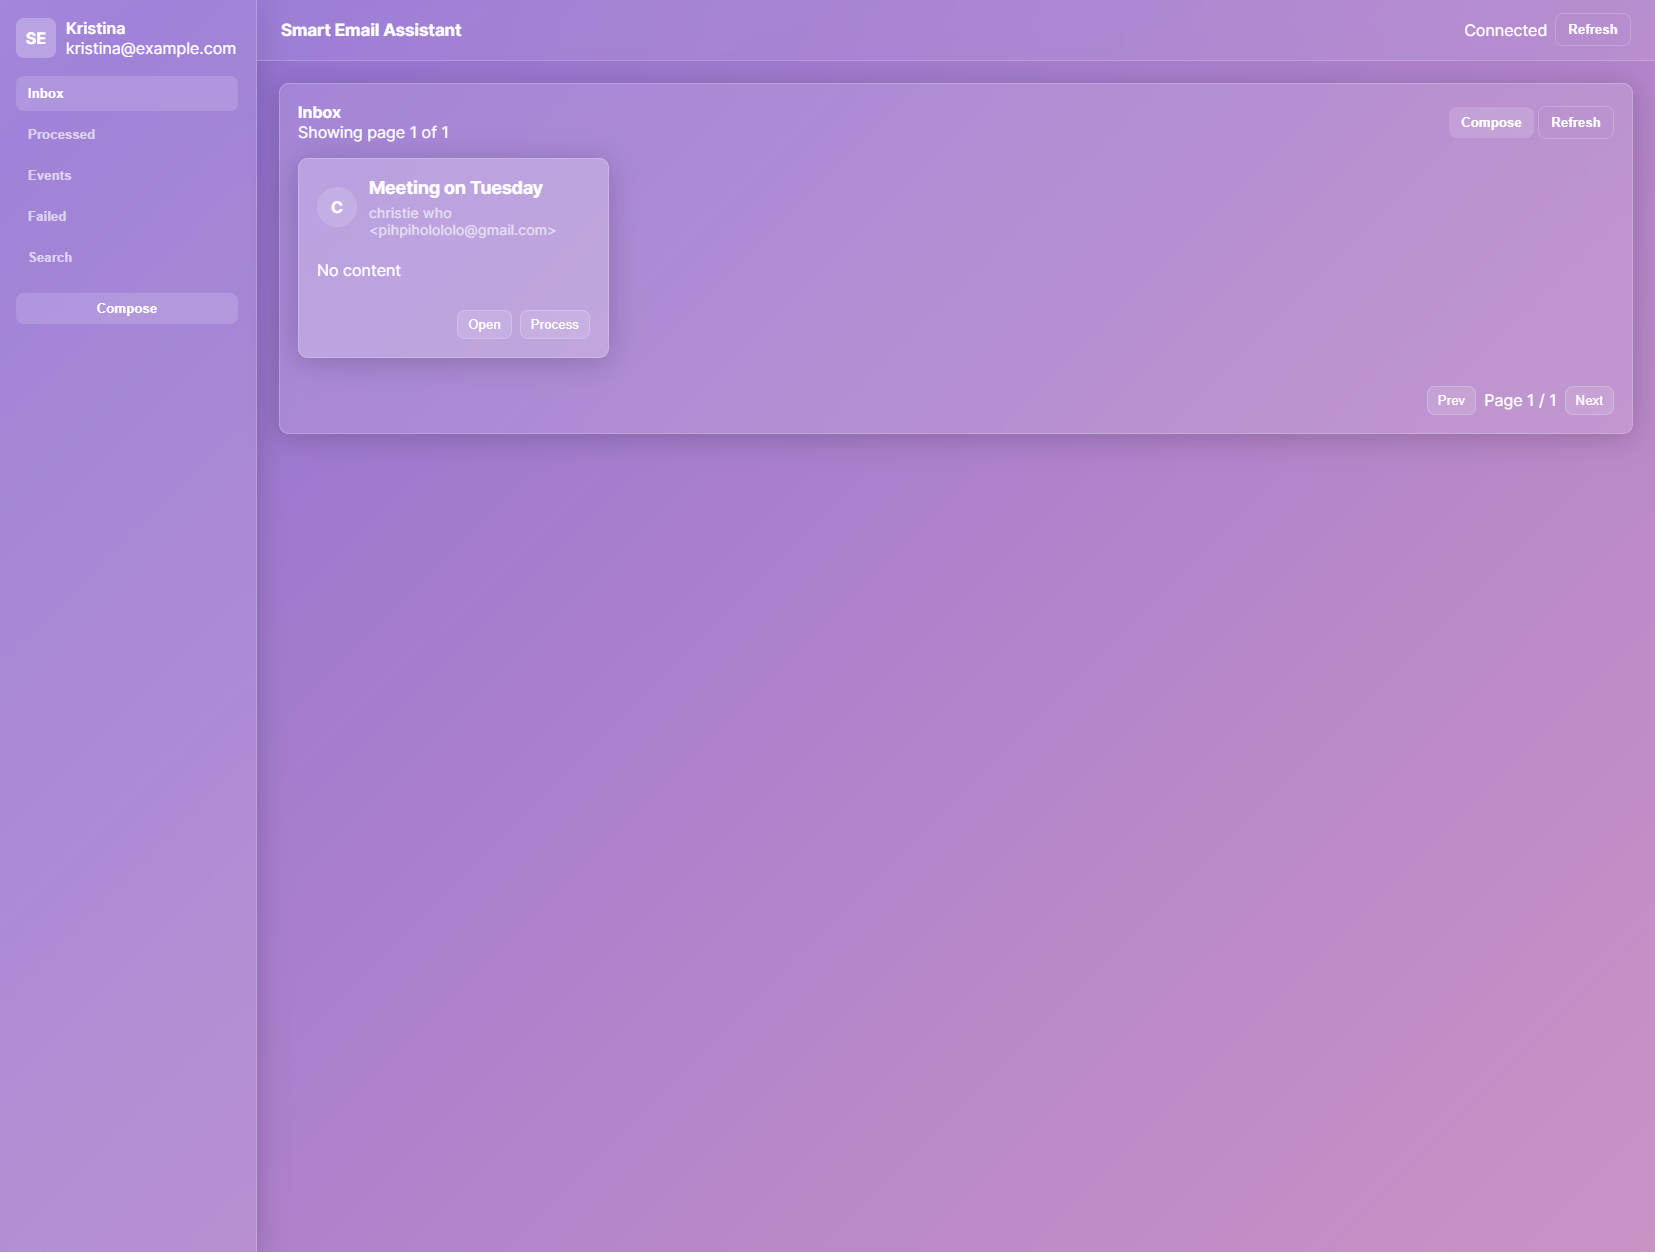 SE
Kristina
kristina@example.com
Inbox
Processed
Events
Failed
Search
Compose
Smart Email Assistant
Connected
Refresh
Inbox
Showing page 1 of 1
Compose
Refresh
C
Meeting on Tuesday
christie who
<pihpiholololo@gmail.com>
No content
Open
Process
Prev
Page 1 / 1
Next